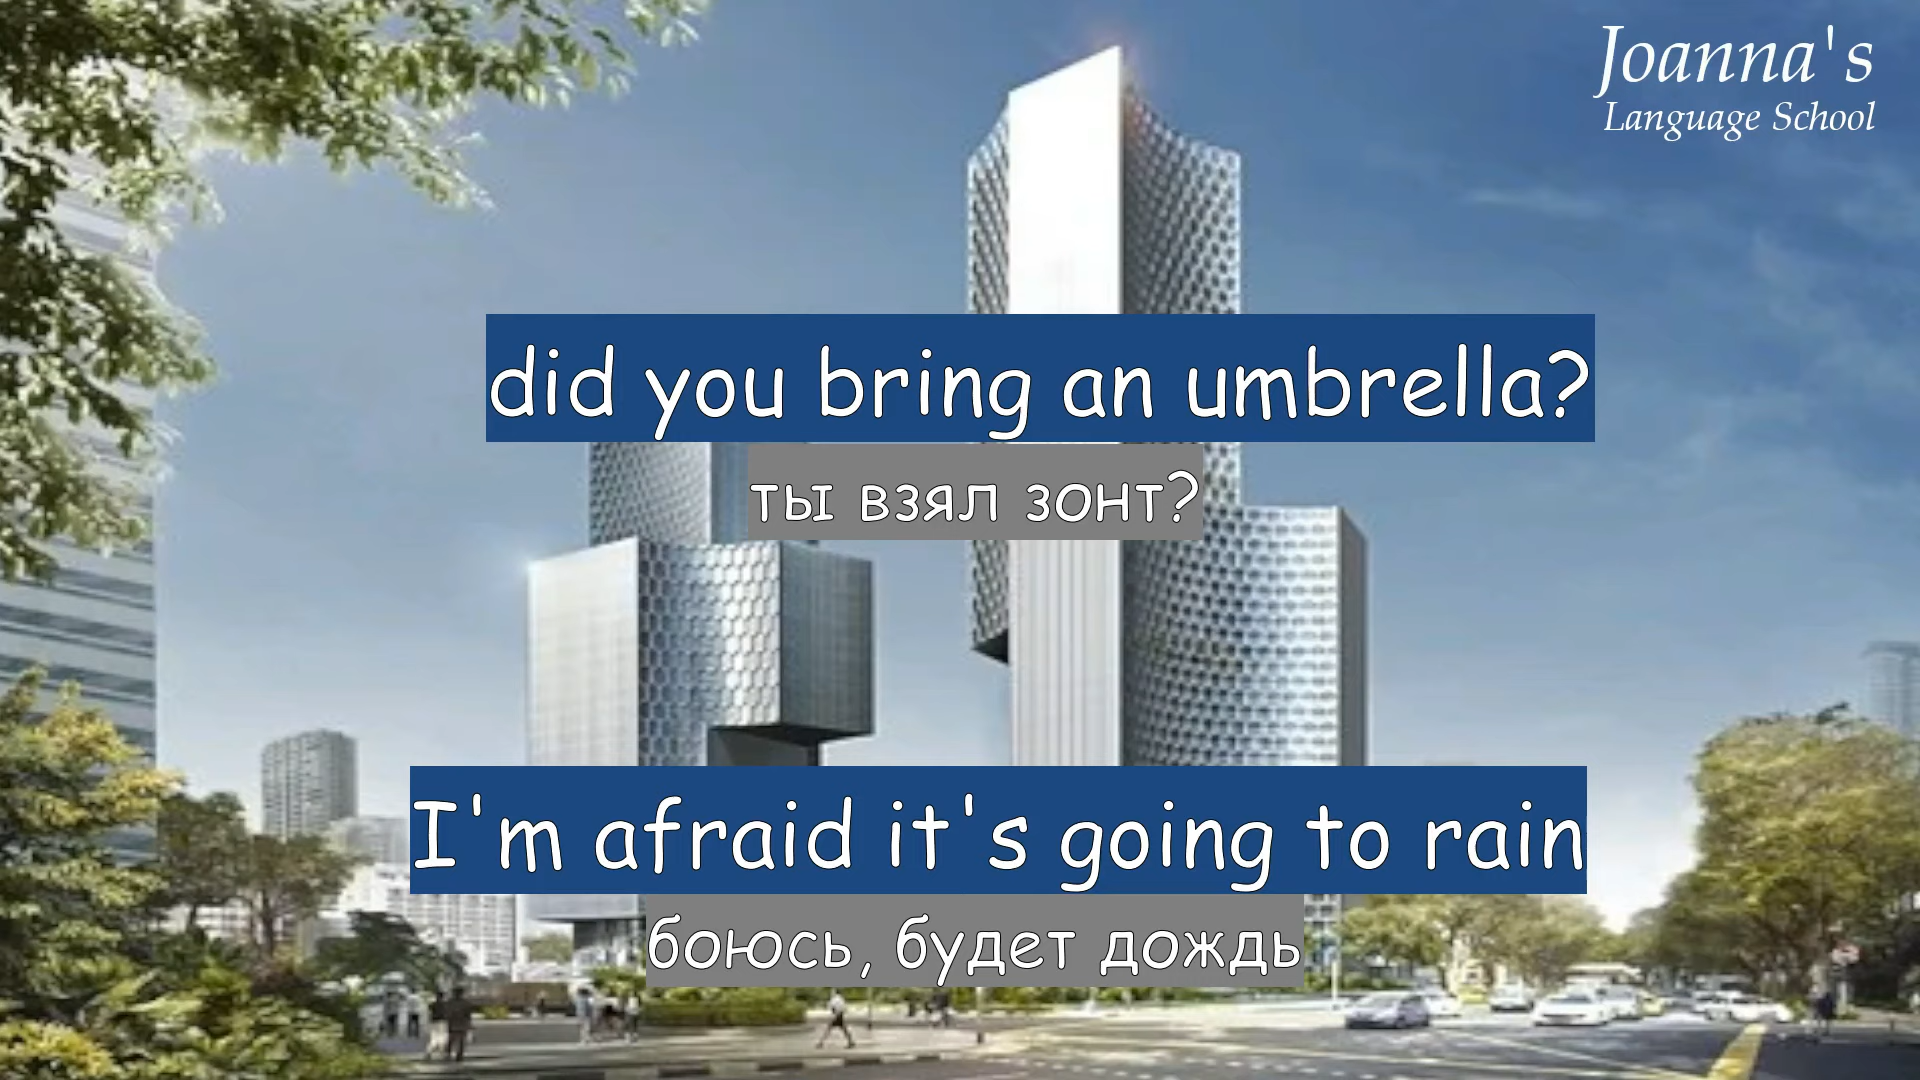 Joanna's
Language School
did you bring an umbrella?
ты взял зонт?
I'm afraid it's going to rain
боюсь, будет дождь